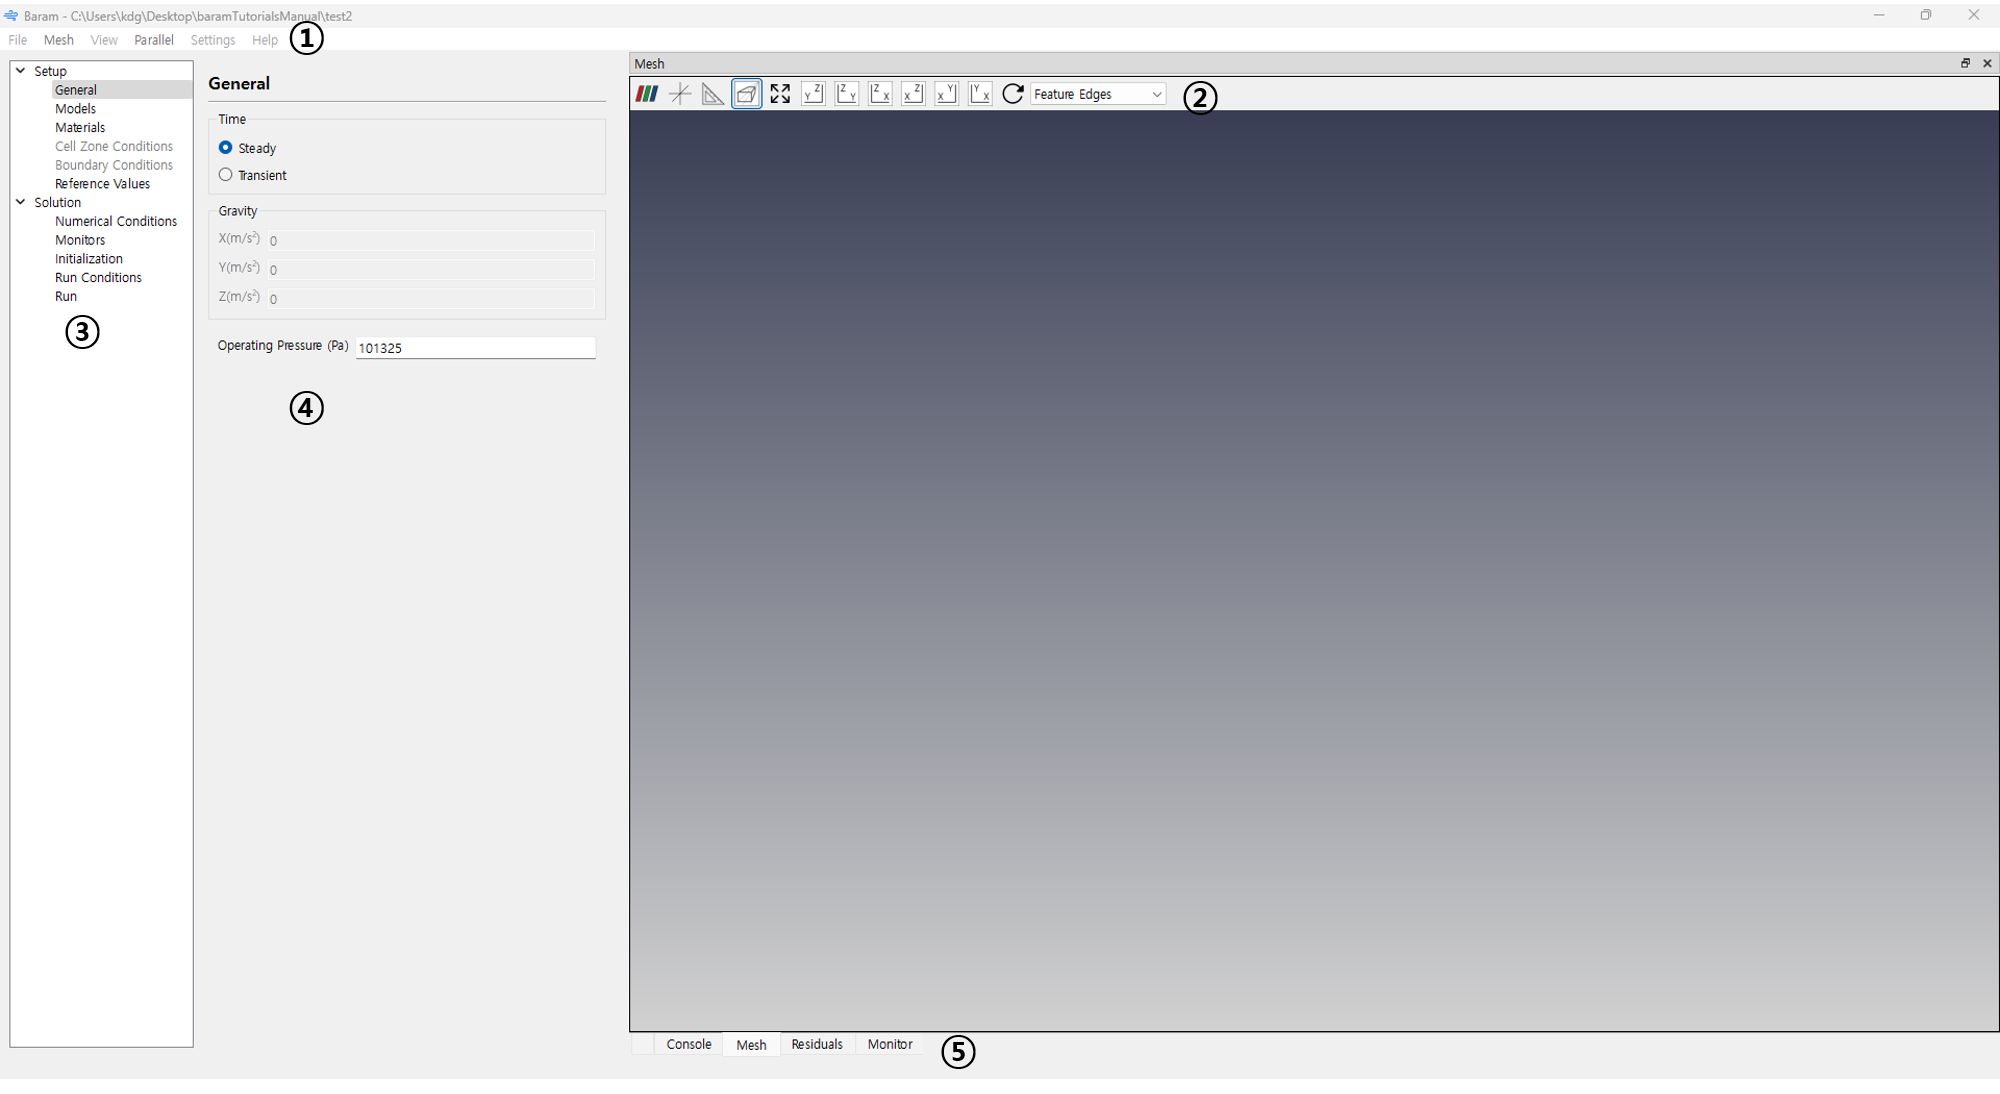 Baram - C:\Users\kdg\Desktop\baramTutorialsManual\test2
File Mesh View Parallel Settings Help ①
Setup
General
Models
Materials
Cell Zone Conditions
Boundary Conditions
Reference Values
Solution
Numerical Conditions
Monitors
Initialization
Run Conditions
Run
③
General
Time
Steady
Transient
Gravity
X(m/s²) 0
Y(m/s²) 0
Z(m/s²) 0
Operating Pressure (Pa) 101325
④
Mesh
Y Z Z Y Z X X Z X Y Y X Feature Edges ②
Console Mesh Residuals Monitor ⑤